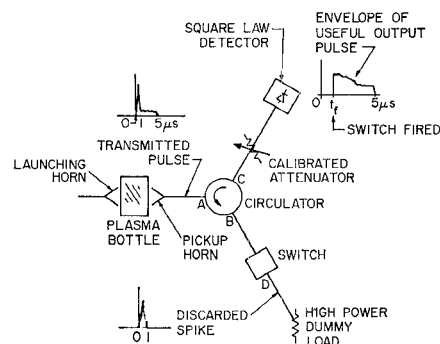 SQUARE LAW
DETECTOR
ENVELOPE OF
USEFUL OUTPUT
PULSE
0
t_f
5μs
SWITCH FIRED
0-1 5μs
TRANSMITTED
PULSE
LAUNCHING
HORN
CALIBRATED
ATTENUATOR
C
A
CIRCULATOR
B
PLASMA
BOTTLE
PICKUP
HORN
SWITCH
D
0 1
DISCARDED
SPIKE
HIGH POWER
DUMMY
LOAD